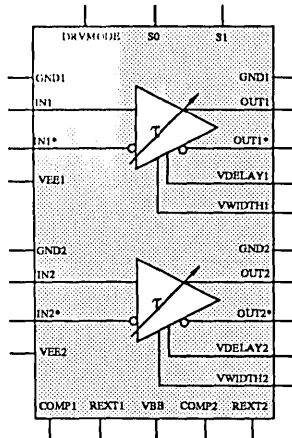 DRVMODE S0 S1
GND1 GND1
IN1 OUT1
τ
IN1* OUT1*
VEE1 VDELAY1
VWIDTH1
GND2 GND2
IN2 OUT2
τ
IN2* OUT2*
VEE2 VDELAY2
VWIDTH2
COMP1 REXT1 VBB COMP2 REXT2